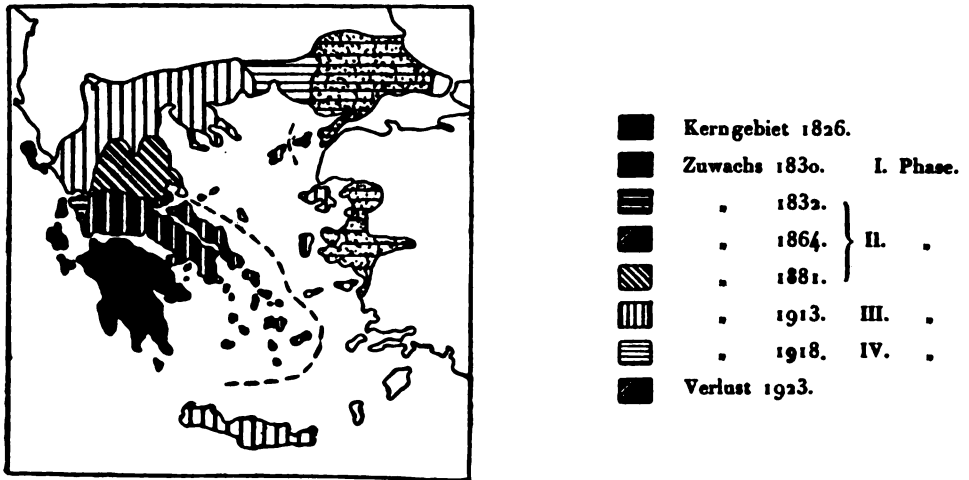 Kerngebiet 1826.
Zuwachs 1830. I. Phase.
„ 1832.
„ 1864. II. „
„ 1881.
„ 1913. III. „
„ 1918. IV. „
Verlust 1923.